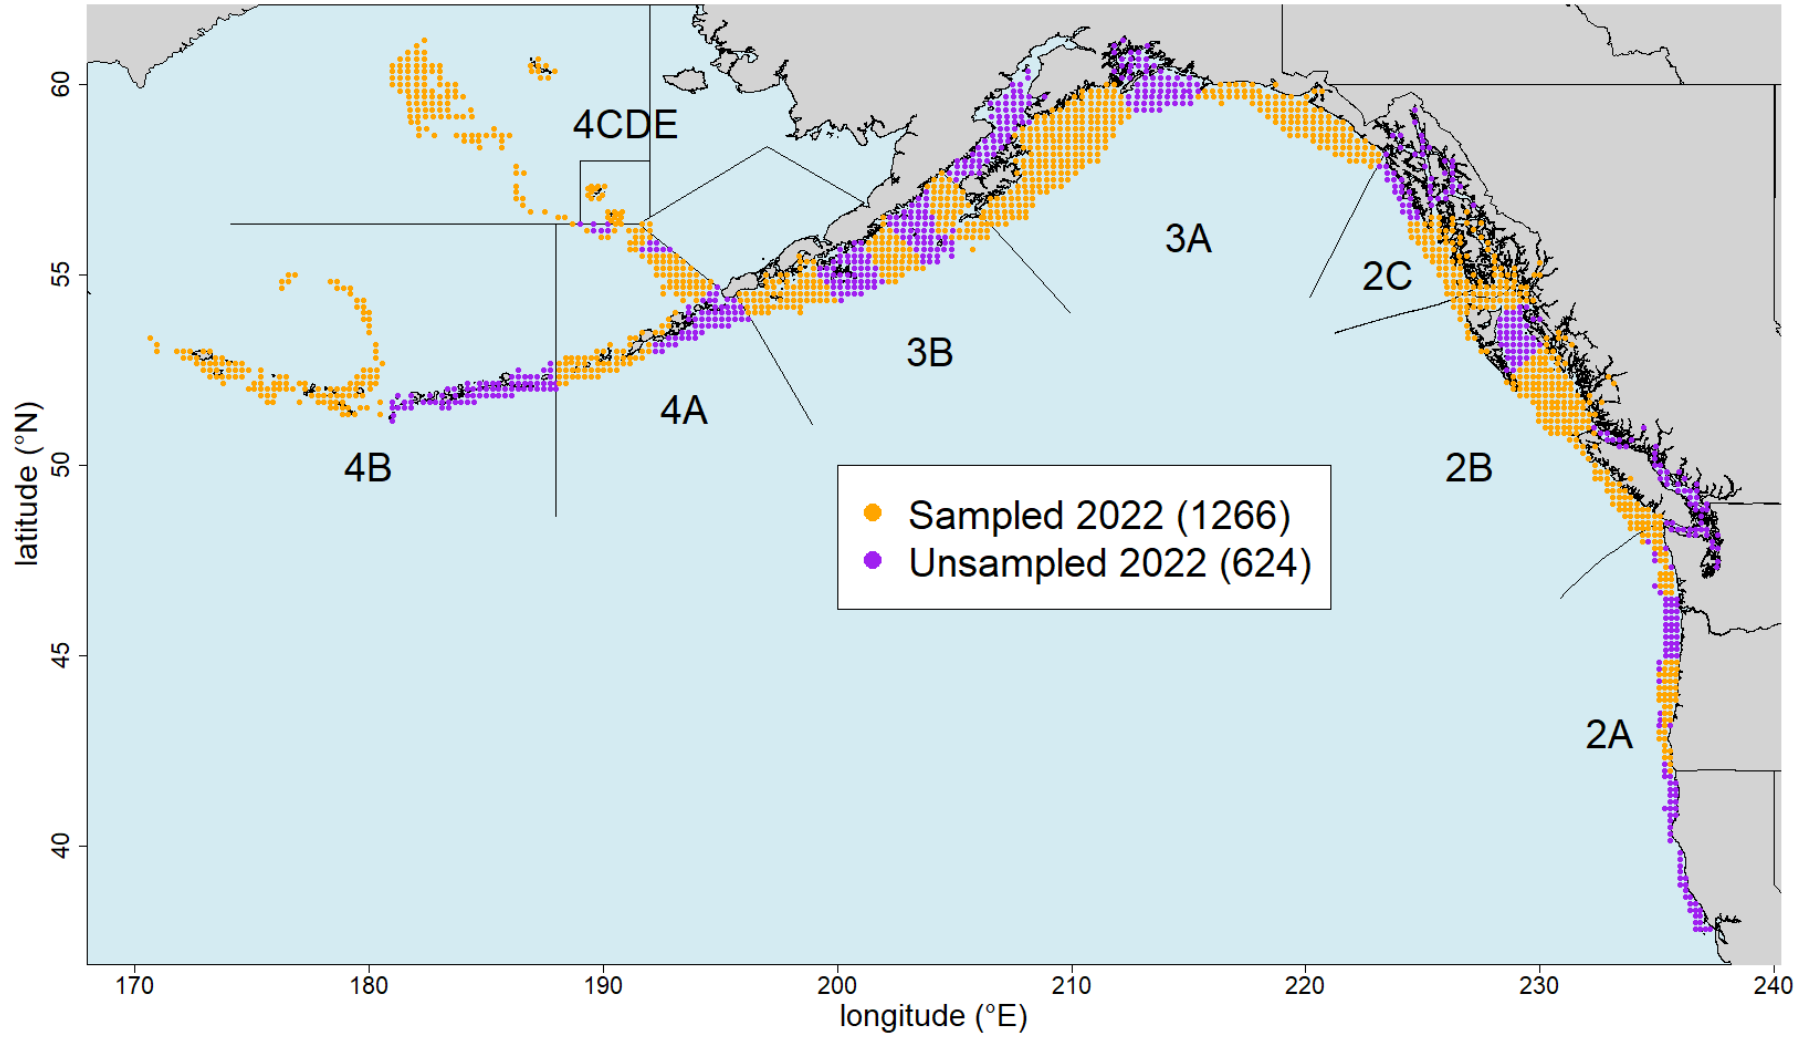 60
55
50
45
40
latitude (°N)
4CDE
3A
2C
3B
4A
4B
2B
2A
Sampled 2022 (1266)
Unsampled 2022 (624)
170
180
190
200
210
220
230
240
longitude (°E)